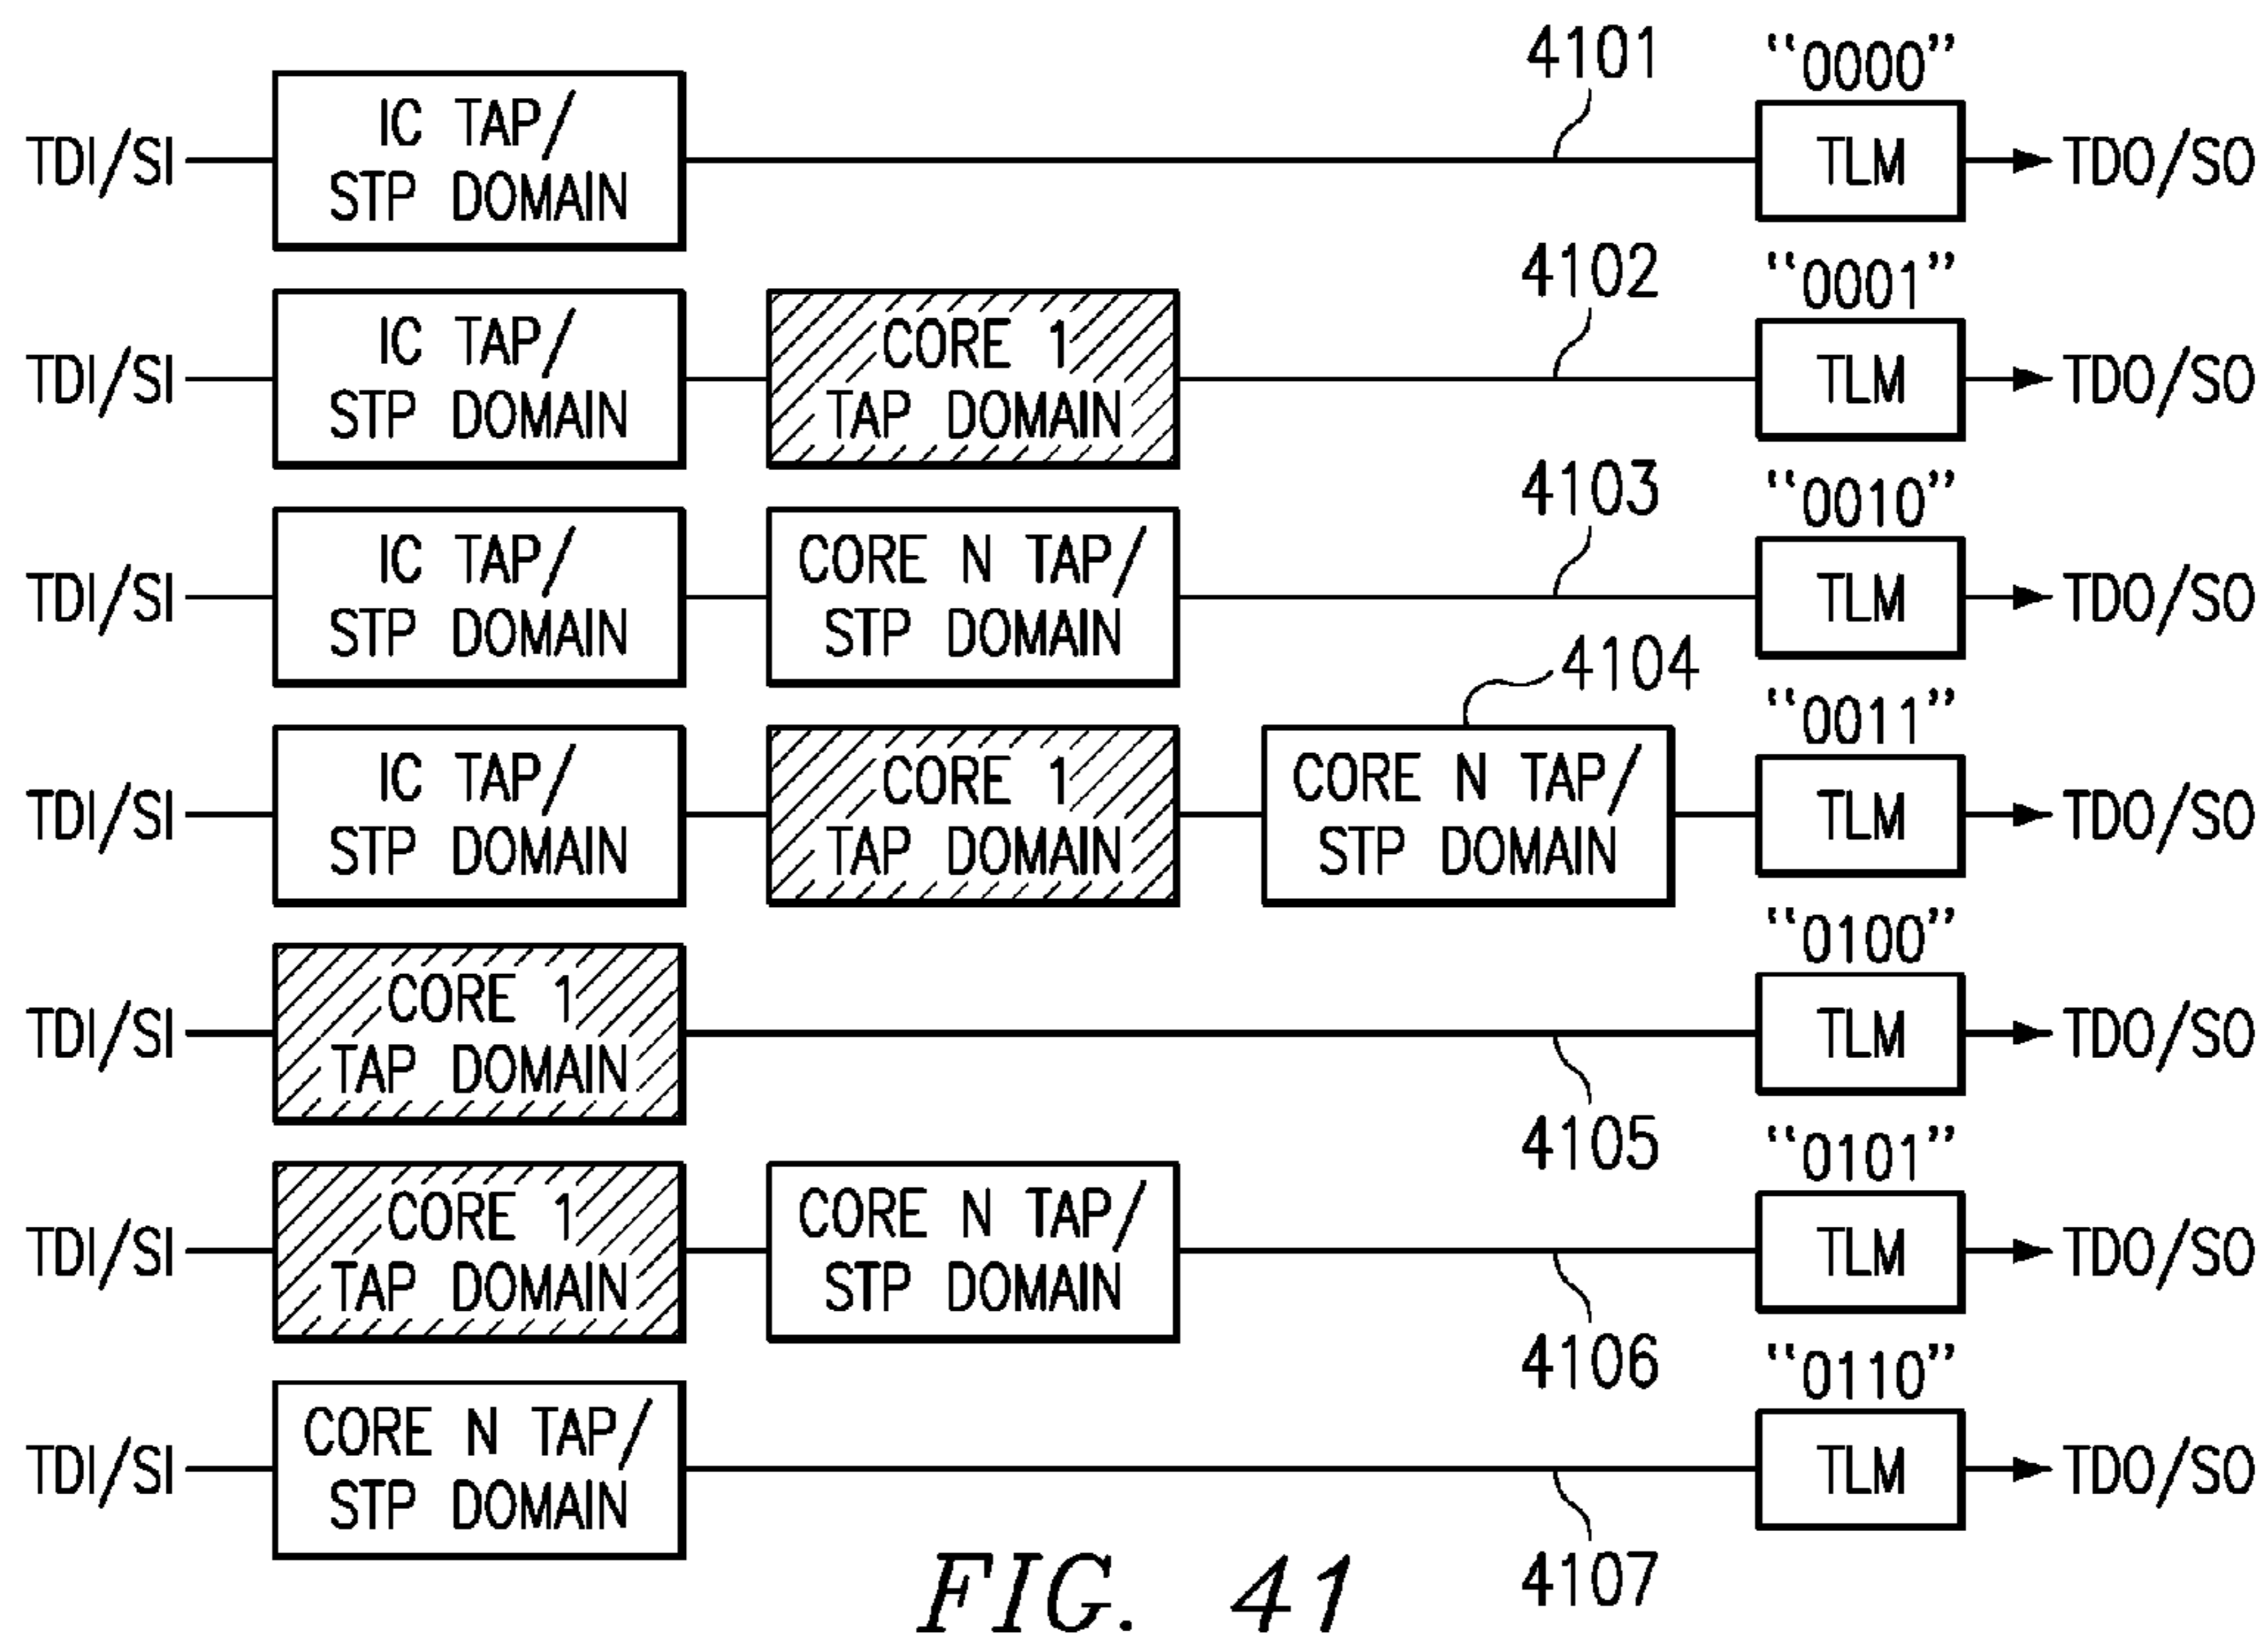 4101
"0000"
TDI/SI
IC TAP/
STP DOMAIN
TLM
TDO/SO
4102
"0001"
TDI/SI
IC TAP/
STP DOMAIN
CORE 1
TAP DOMAIN
TLM
TDO/SO
4103
"0010"
TDI/SI
IC TAP/
STP DOMAIN
CORE N TAP/
STP DOMAIN
TLM
TDO/SO
4104
"0011"
TDI/SI
IC TAP/
STP DOMAIN
CORE 1
TAP DOMAIN
CORE N TAP/
STP DOMAIN
TLM
TDO/SO
"0100"
TDI/SI
CORE 1
TAP DOMAIN
TLM
TDO/SO
4105
"0101"
TDI/SI
CORE 1
TAP DOMAIN
CORE N TAP/
STP DOMAIN
TLM
TDO/SO
4106
"0110"
TDI/SI
CORE N TAP/
STP DOMAIN
TLM
TDO/SO
4107
FIG. 41